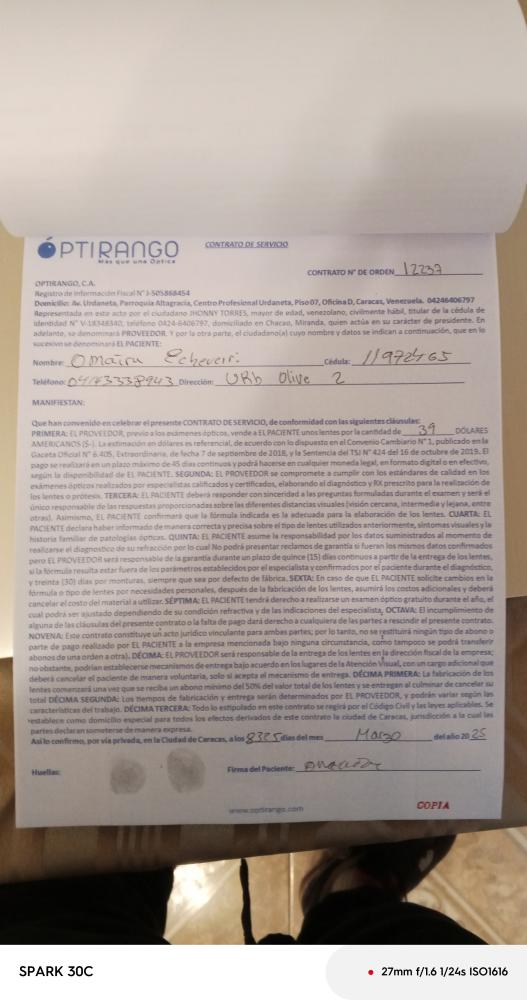 OPTIRANGO
Más que una Óptica
CONTRATO DE SERVICIO
CONTRATO N° DE ORDEN 12237
OPTIRANGO, C.A.
Registro de Información Fiscal N° J-505868454
Domicilio: Av. Urdaneta, Parroquia Altagracia, Centro Profesional Urdaneta, Piso 07, Oficina D, Caracas, Venezuela. 04246406797
Representada en este acto por el ciudadano JHONNY TORRES, mayor de edad, venezolano, civilmente hábil, titular de la cédula de
identidad N° V-18348340, teléfono 0424-6406797, domiciliado en Chacao, Miranda, quien actúa en su carácter de presidente. En
adelante, se denominará PROVEEDOR. Y por la otra parte, el ciudadano(a) cuyo nombre y datos se indican a continuación, que en lo
sucesivo se denominará EL PACIENTE:
Nombre: Omaira Echeverri Cédula: 11972465
Teléfono: 04143338943 Dirección: URb Olive 2
MANIFIESTAN:
Que han convenido en celebrar el presente CONTRATO DE SERVICIO, de conformidad con las siguientes cláusulas:
PRIMERA: EL PROVEEDOR, previo a los exámenes ópticos, vende a EL PACIENTE unos lentes por la cantidad de 39 DÓLARES
AMERICANOS ($-). La estimación en dólares es referencial, de acuerdo con lo dispuesto en el Convenio Cambiario N° 1, publicado en la
Gaceta Oficial N° 6.405, Extraordinaria, de fecha 7 de septiembre de 2018, y la Sentencia del TSJ N° 424 del 16 de octubre de 2019. El
pago se realizará en un plazo máximo de 45 días continuos y podrá hacerse en cualquier moneda legal, en formato digital o en efectivo,
según la disponibilidad de EL PACIENTE. SEGUNDA: EL PROVEEDOR se compromete a cumplir con los estándares de calidad en los
exámenes ópticos realizados por especialistas calificados y certificados, elaborando el diagnóstico y RX prescrito para la realización de
los lentes o prótesis. TERCERA: EL PACIENTE deberá responder con sinceridad a las preguntas formuladas durante el examen y será el
único responsable de las respuestas proporcionadas sobre las diferentes distancias visuales (visión cercana, intermedia y lejana, entre
otras). Asimismo, EL PACIENTE confirmará que la fórmula indicada es la adecuada para la elaboración de los lentes. CUARTA: EL
PACIENTE declara haber informado de manera correcta y precisa sobre el tipo de lentes utilizados anteriormente, síntomas visuales y la
historia familiar de patologías ópticas. QUINTA: EL PACIENTE asume la responsabilidad por los datos suministrados al momento de
realizarse el diagnostico de su refracción por lo cual No podrá presentar reclamos de garantía si fueran los mismos datos confirmados
pero EL PROVEEDOR será responsable de la garantía durante un plazo de quince (15) días continuos a partir de la entrega de los lentes,
si la fórmula resulta estar fuera de los parámetros establecidos por el especialista y confirmados por el paciente durante el diagnóstico,
y treinta (30) días por monturas, siempre que sea por defecto de fábrica. SEXTA: En caso de que EL PACIENTE solicite cambios en la
fórmula o tipo de lentes por necesidades personales, después de la fabricación de los lentes, asumirá los costos adicionales y deberá
cancelar el costo del material a utilizar. SÉPTIMA: EL PACIENTE tendrá derecho a realizarse un examen óptico gratuito durante el año, el
cual podrá ser ajustado dependiendo de su condición refractiva y de las indicaciones del especialista, OCTAVA: El incumplimiento de
alguna de las cláusulas del presente contrato o la falta de pago dará derecho a cualquiera de las partes a rescindir el presente contrato.
NOVENA: Este contrato constituye un acto jurídico vinculante para ambas partes; por lo tanto, no se restituirá ningún tipo de abono o
parte de pago realizado por EL PACIENTE a la empresa mencionada bajo ninguna circunstancia, como tampoco se podrá transferir
abonos de una orden a otra). DÉCIMA: El PROVEEDOR será responsable de la entrega de los lentes en la dirección fiscal de la empresa;
no obstante, podrían establecerse mecanismos de entrega bajo acuerdo en los lugares de la Atención Visual, con un cargo adicional que
deberá cancelar el paciente de manera voluntaria, solo si acepta el mecanismo de entrega. DÉCIMA PRIMERA: La fabricación de los
lentes comenzará una vez que se reciba un abono mínimo del 50% del valor total de los lentes y se entregan al culminar de cancelar su
total DÉCIMA SEGUNDA: Los tiempos de fabricación y entrega serán determinados por EL PROVEEDOR, y podrán variar según las
características del trabajo. DÉCIMA TERCERA: Todo lo estipulado en este contrato se regirá por el Código Civil y las leyes aplicables. Se
establece como domicilio especial para todos los efectos derivados de este contrato la ciudad de Caracas, jurisdicción a la cual las
partes declaran someterse de manera expresa.
Así lo confirmo, por vía privada, en la Ciudad de Caracas, a los días del mes Marzo del año 2025
Huellas:
Firma del Paciente:
www.optirango.com
COPIA
SPARK 30C
27mm f/1.6 1/24s ISO1616